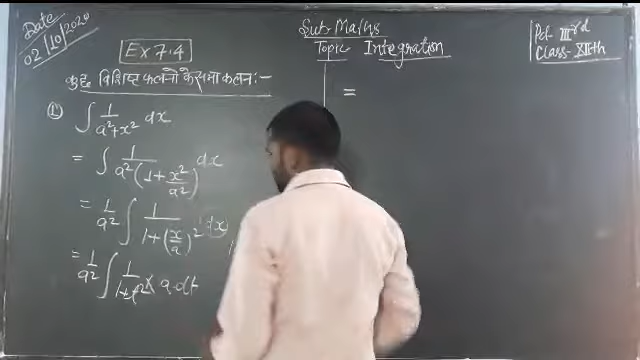 Date
02/10/2020
Sub-Maths
Topic Integration
Pd-IIIrd
Class-XIIth
Ex 7.4
कुछ विशिष्ट फलनों के समाकलन:-
① ∫ 1/(a²+x²) dx
= ∫ 1/(a²(1+x²/a²)) dx
= 1/a² ∫ 1/(1+(x/a)²)
= 1/a² ∫ 1/(1+t²) × a.dt
=